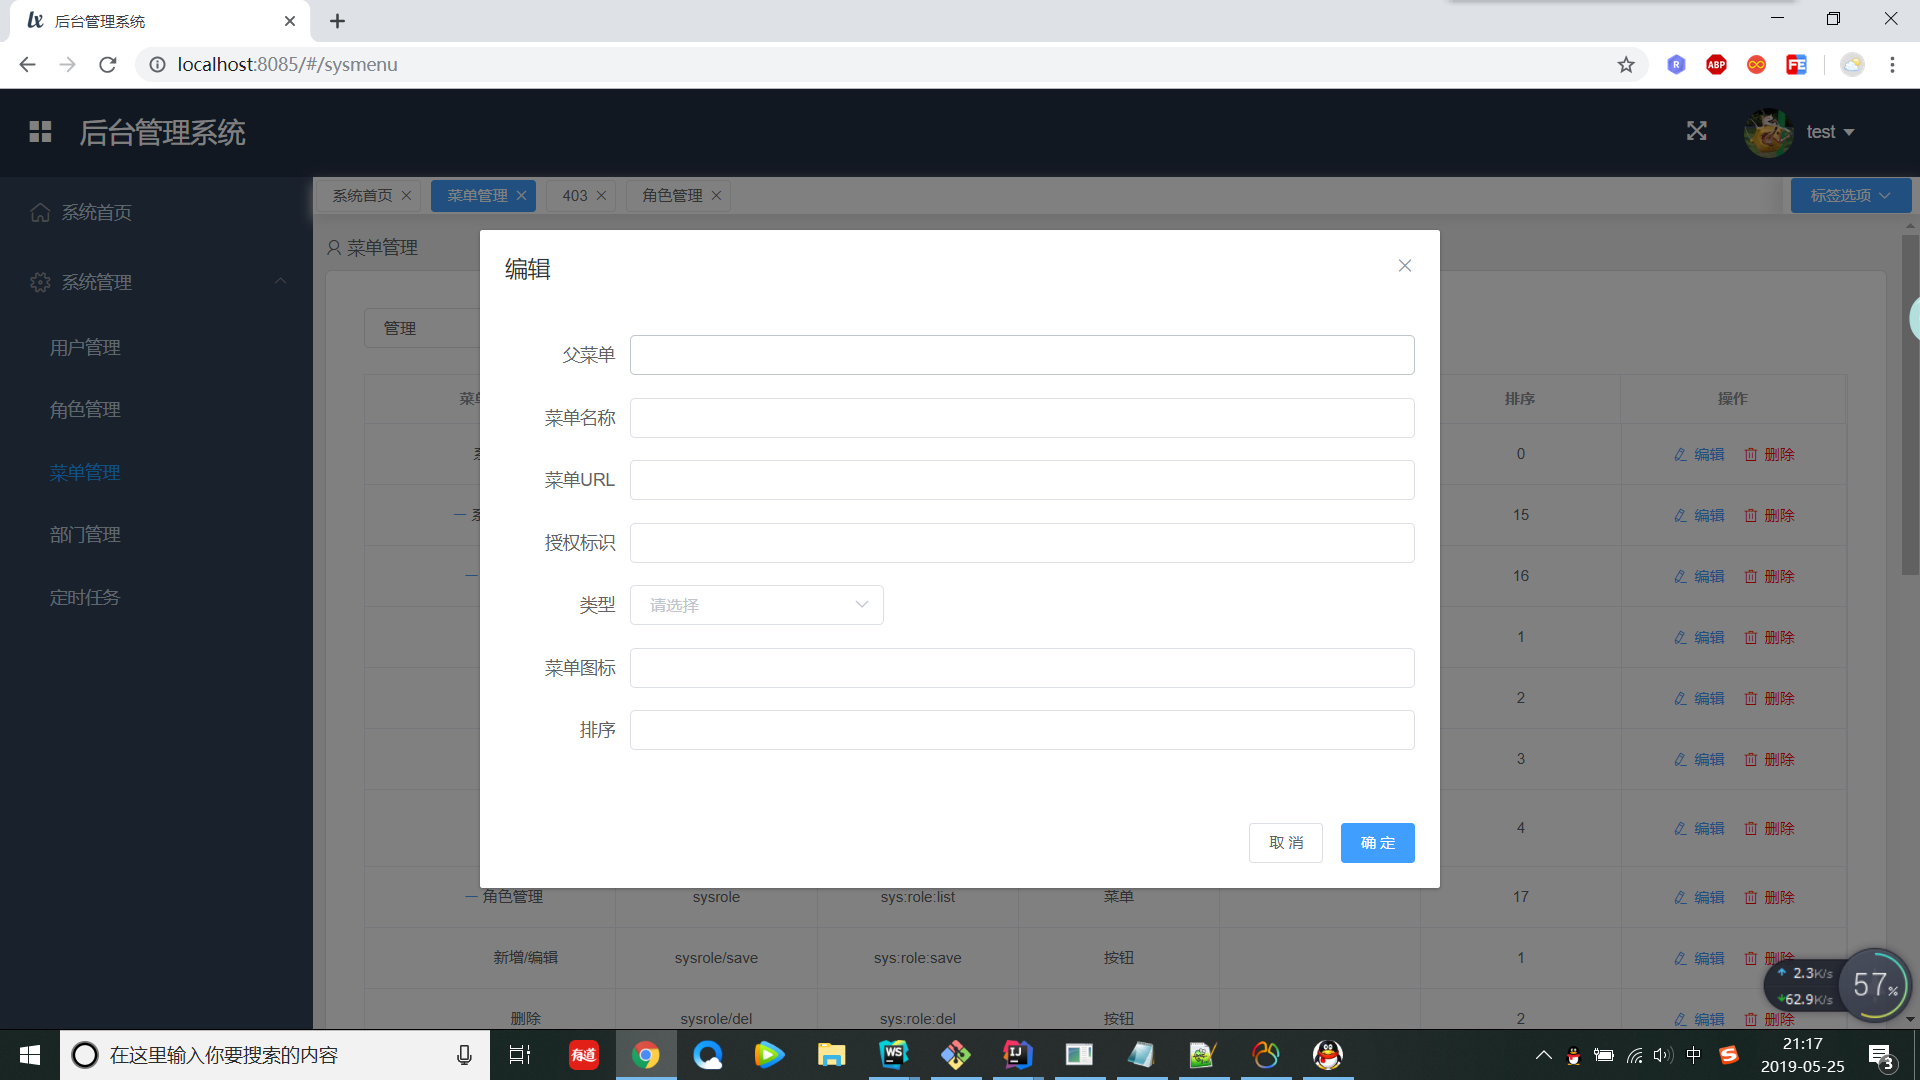 后台管理系统
localhost:8085/#/sysmenu
ABP
FE
后台管理系统
test
系统首页
菜单管理
403
角色管理
标签选项
系统首页
系统管理
用户管理
角色管理
菜单管理
部门管理
定时任务
菜单管理
管理
编辑
父菜单
菜单名称
菜单URL
授权标识
类型
请选择
菜单图标
排序
取 消
确 定
排序 操作
0 编辑 删除
15 编辑 删除
16 编辑 删除
1 编辑 删除
2 编辑 删除
3 编辑 删除
4 编辑 删除
角色管理 sysrole sys:role:list 菜单 17 编辑 删除
新增/编辑 sysrole/save sys:role:save 按钮 1 编辑 删除
删除 sysrole/del sys:role:del 按钮 2 编辑 删除
2.3K/s
62.9K/s
57%
在这里输入你要搜索的内容
有道
WS
IJ
中
S
21:17
2019-05-25
3